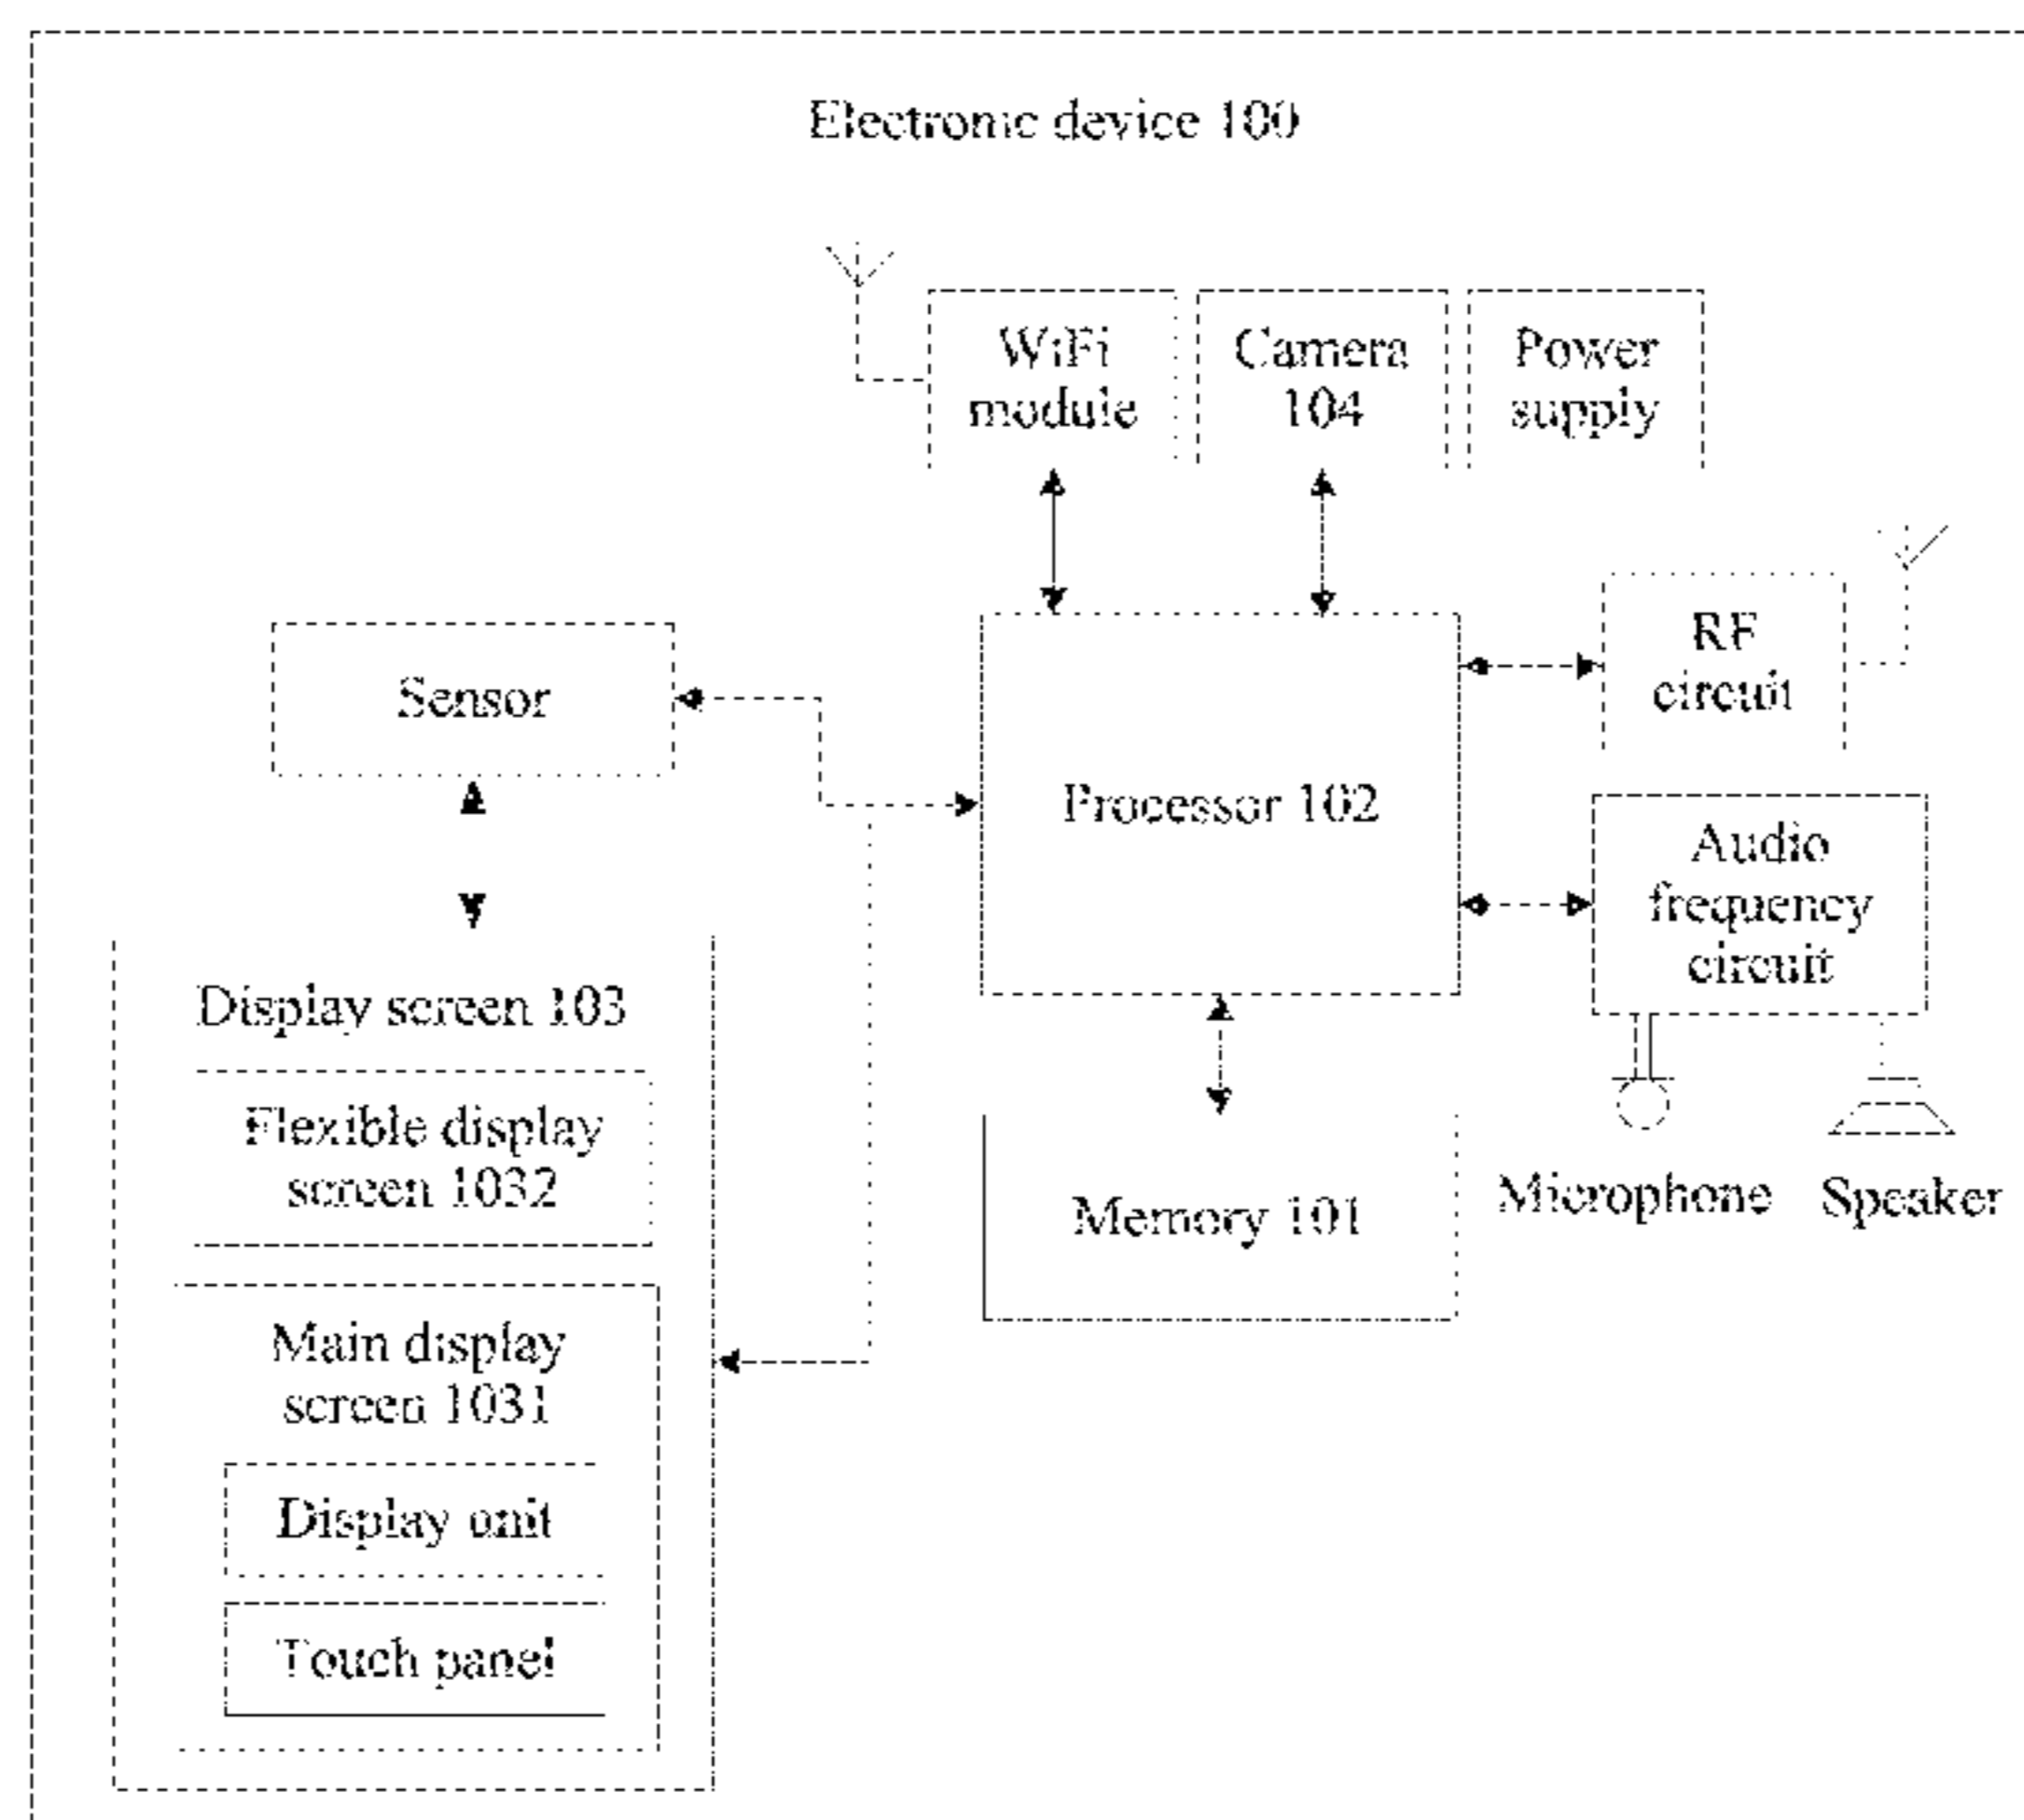 Electronic device 100
WiFi
module
Camera
104
Power
supply
RF
circuit
Sensor
Processor 102
Audio
frequency
circuit
Display screen 103
Flexible display
screen 1032
Microphone
Speaker
Memory 101
Main display
screen 1031
Display unit
Touch panel